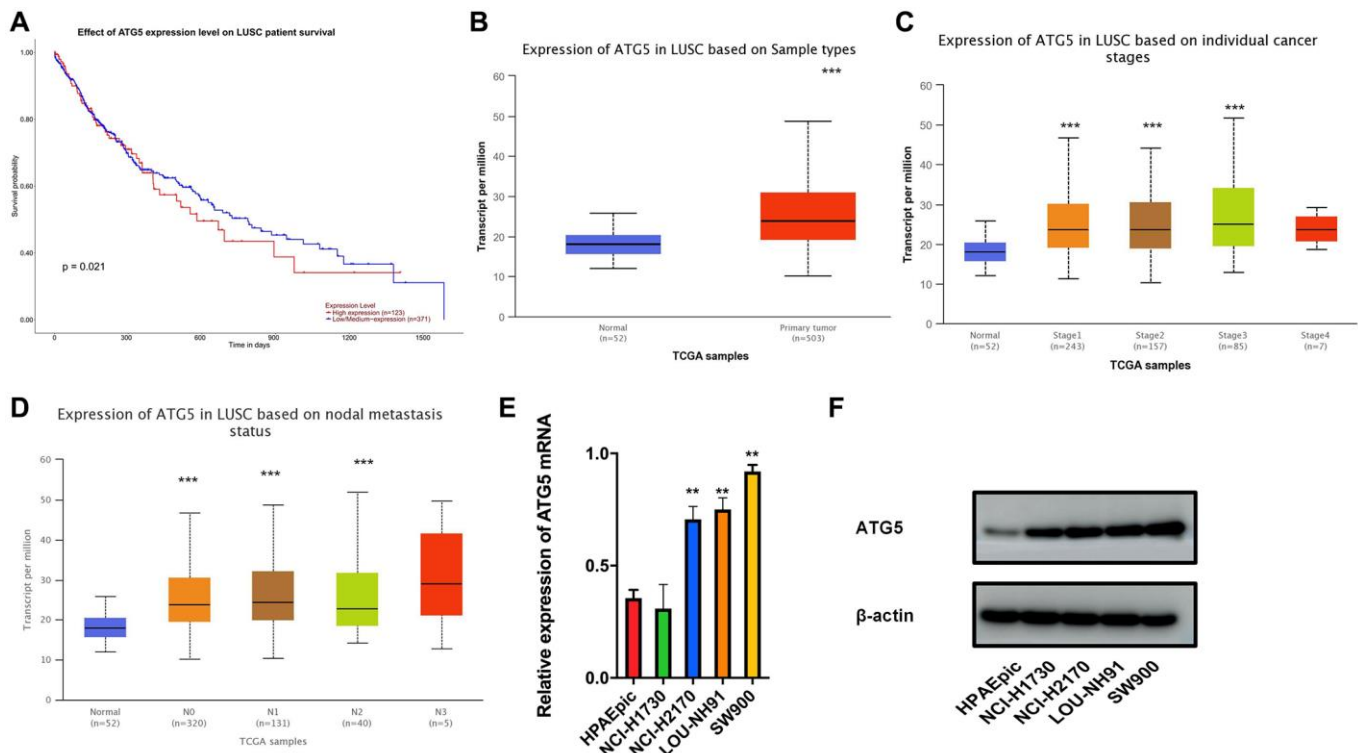 A
Effect of ATG5 expression level on LUSC patient survival
Survival probability
1.00
0.80
0.60
0.40
0.20
0.00
p = 0.021
Expression Level
High expression (n=123)
Low/Medium-expression (n=371)
0 300 600 900 1200 1500
Time in days
B
Expression of ATG5 in LUSC based on Sample types
Transcript per million
60
50
40
30
20
10
0
***
Normal
(n=52)
Primary tumor
(n=503)
TCGA samples
C
Expression of ATG5 in LUSC based on individual cancer
stages
Transcript per million
60
50
40
30
20
10
0
*** *** ***
Normal
(n=52)
Stage1
(n=243)
Stage2
(n=157)
Stage3
(n=85)
Stage4
(n=7)
TCGA samples
D
Expression of ATG5 in LUSC based on nodal metastasis
status
Transcript per million
60
50
40
30
20
10
0
*** *** ***
Normal
(n=52)
N0
(n=320)
N1
(n=131)
N2
(n=40)
N3
(n=5)
TCGA samples
E
Relative expression of ATG5 mRNA
1.0
0.5
0.0
** ** **
HPAEpic
NCI-H1730
NCI-H2170
LOU-NH91
SW900
F
ATG5
β-actin
HPAEpic
NCI-H1730
NCI-H2170
LOU-NH91
SW900